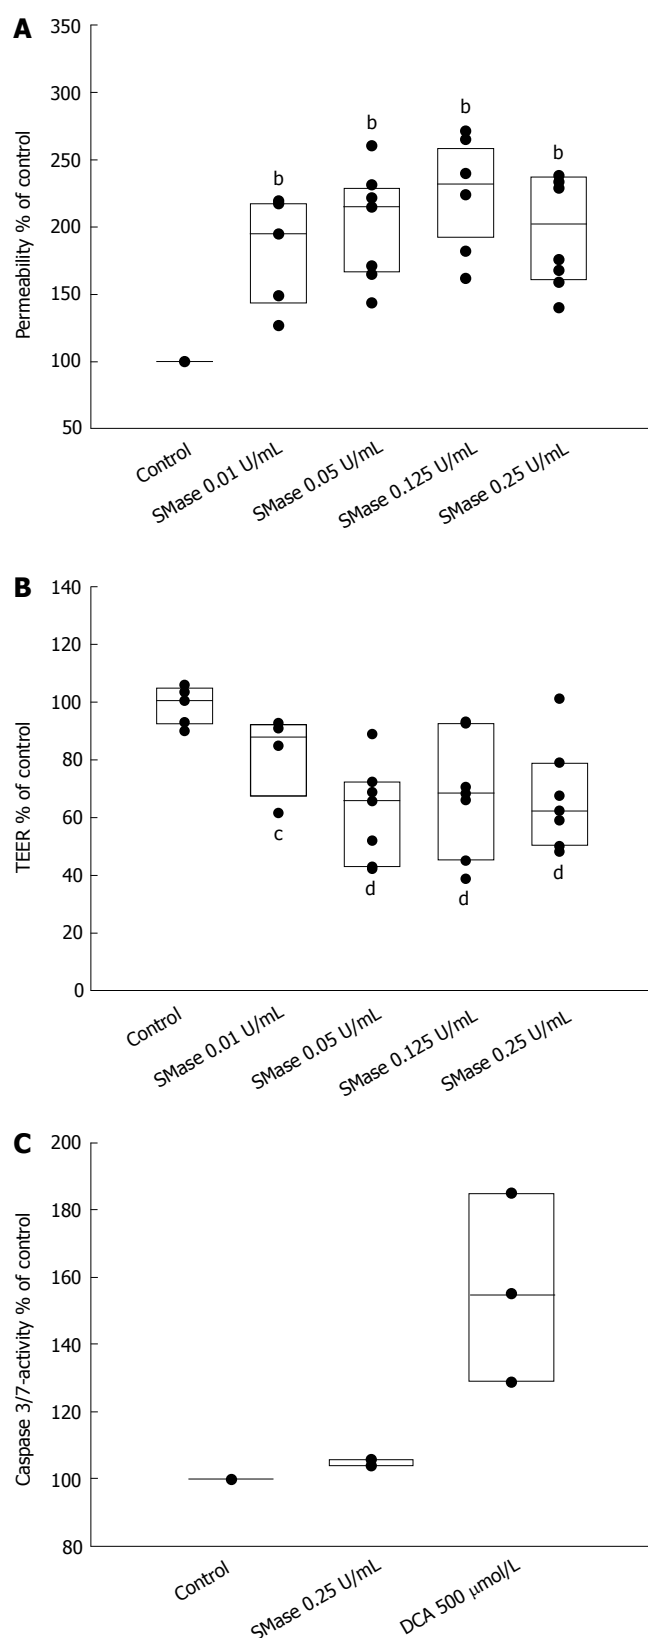 A
Permeability % of control
350
300
250
200
150
100
50
b
b
b
b
Control
SMase 0.01 U/mL
SMase 0.05 U/mL
SMase 0.125 U/mL
SMase 0.25 U/mL
B
TEER % of control
140
120
100
80
60
40
20
0
c
d
d
d
Control
SMase 0.01 U/mL
SMase 0.05 U/mL
SMase 0.125 U/mL
SMase 0.25 U/mL
C
Caspase 3/7-activity % of control
200
180
160
140
120
100
80
Control
SMase 0.25 U/mL
DCA 500 μmol/L